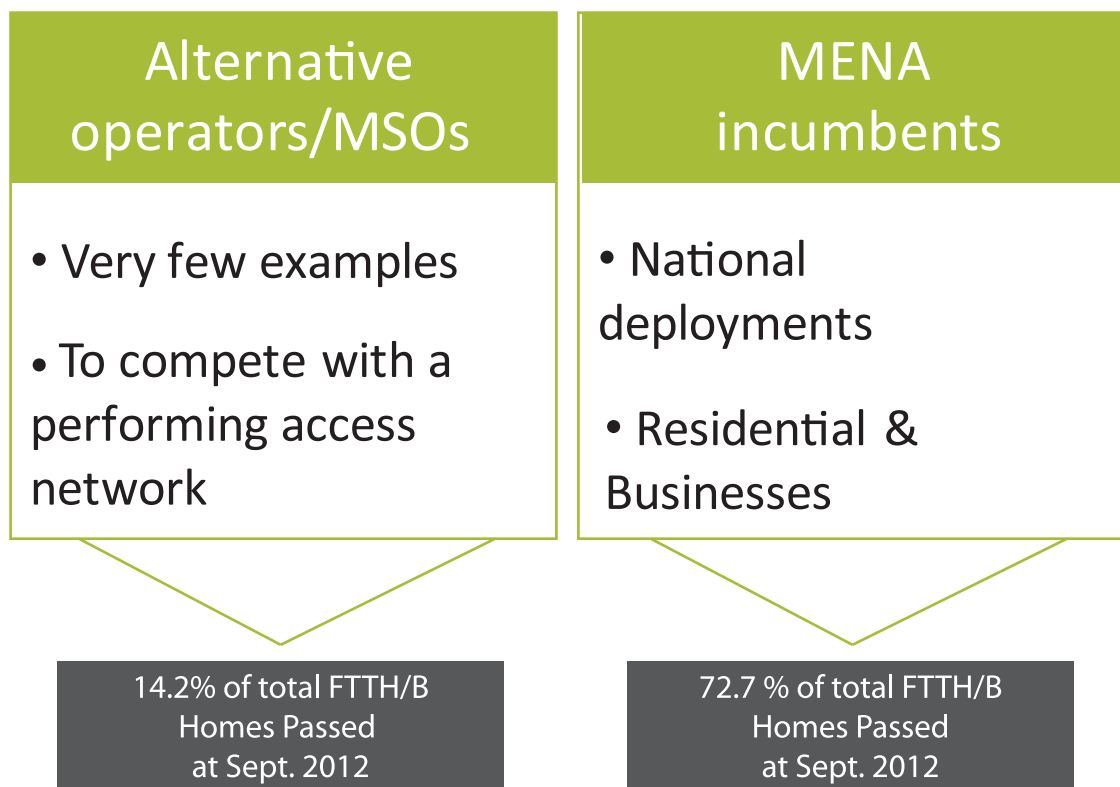 Alternative
operators/MSOs
• Very few examples
• To compete with a
performing access
network
14.2% of total FTTH/B
Homes Passed
at Sept. 2012
MENA
incumbents
• National
deployments
• Residential &
Businesses
72.7 % of total FTTH/B
Homes Passed
at Sept. 2012